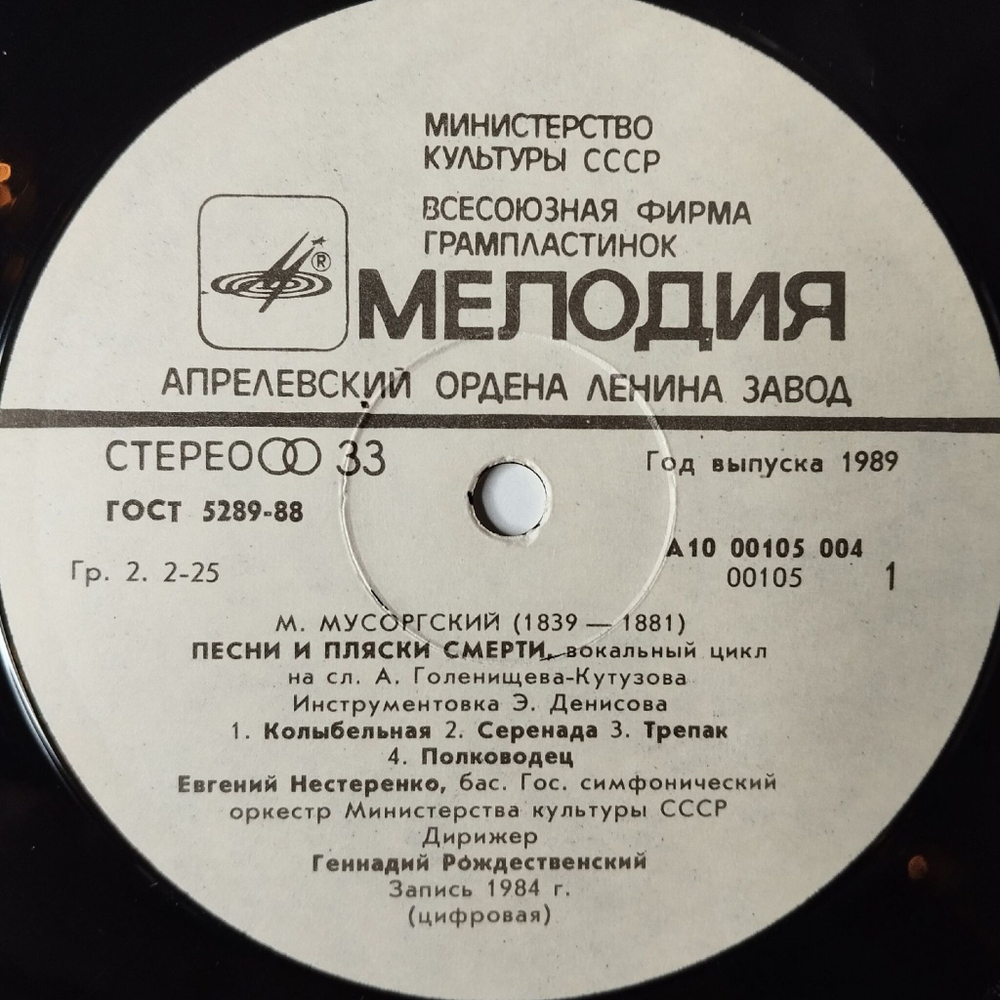 МИНИСТЕРСТВО
КУЛЬТУРЫ СССР
ВСЕСОЮЗНАЯ ФИРМА
ГРАМПЛАСТИНОК
®
МЕЛОДИЯ
АПРЕЛЕВСКИЙ ОРДЕНА ЛЕНИНА ЗАВОД
СТЕРЕО 33
Год выпуска 1989
ГОСТ 5289-88
А10 00105 004
Гр. 2. 2-25
00105 1
М. МУСОРГСКИЙ (1839 — 1881)
ПЕСНИ И ПЛЯСКИ СМЕРТИ, вокальный цикл
на сл. А. Голенищева-Кутузова
Инструментовка Э. Денисова
1. Колыбельная 2. Серенада 3. Трепак
4. Полководец
Евгений Нестеренко, бас. Гос. симфонический
оркестр Министерства культуры СССР
Дирижер
Геннадий Рождественский
Запись 1984 г.
(цифровая)